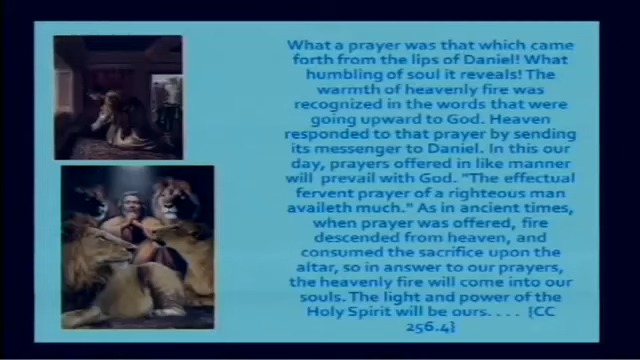 What a prayer was that which came
forth from the lips of Daniel! What
humbling of soul it reveals! The
warmth of heavenly fire was
recognized in the words that were
going upward to God. Heaven
responded to that prayer by sending
its messenger to Daniel. In this our
day, prayers offered in like manner
will prevail with God. "The effectual
fervent prayer of a righteous man
availeth much." As in ancient times,
when prayer was offered, fire
descended from heaven, and
consumed the sacrifice upon the
altar, so in answer to our prayers,
the heavenly fire will come into our
souls. The light and power of the
Holy Spirit will be ours. . . . {CC
256.4}